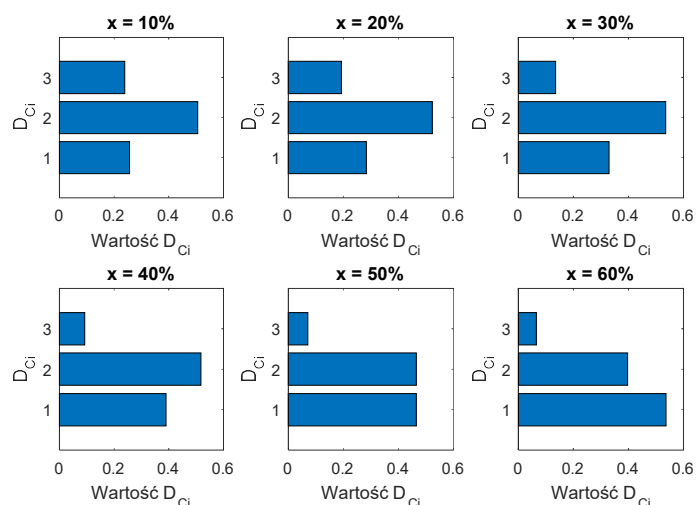 x = 10%
x = 20%
x = 30%
D_Ci
3
2
1
0 0.2 0.4 0.6
Wartość D_Ci
D_Ci
3
2
1
0 0.2 0.4 0.6
Wartość D_Ci
D_Ci
3
2
1
0 0.2 0.4 0.6
Wartość D_Ci
x = 40%
x = 50%
x = 60%
D_Ci
3
2
1
0 0.2 0.4 0.6
Wartość D_Ci
D_Ci
3
2
1
0 0.2 0.4 0.6
Wartość D_Ci
D_Ci
3
2
1
0 0.2 0.4 0.6
Wartość D_Ci